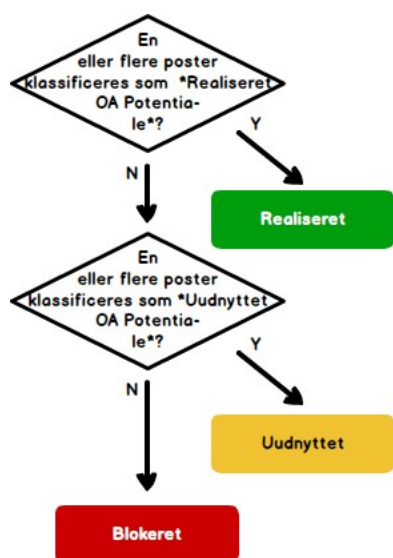 En
eller flere poster
klassificeres som *Realiseret
OA Potentia-
le*?
Y
N
Realiseret
En
eller flere poster
klassificeres som *Uudnyttet
OA Potentia-
le*?
Y
N
Uudnyttet
Blokeret